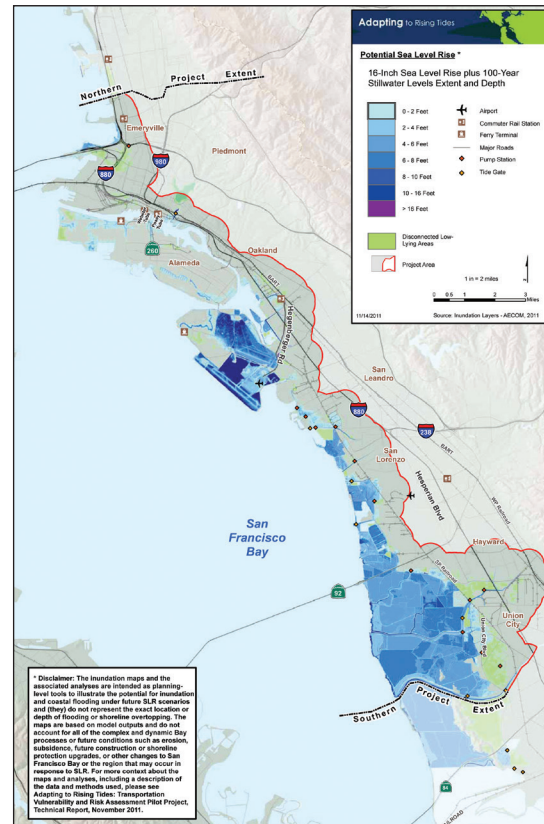 Adapting to Rising Tides
Potential Sea Level Rise *
16-Inch Sea Level Rise plus 100-Year
Stillwater Levels Extent and Depth
0 - 2 Feet
2 - 4 Feet
4 - 6 Feet
6 - 8 Feet
8 - 10 Feet
10 - 16 Feet
> 16 Feet
Disconnected Low-
Lying Areas
Project Area
Airport
Commuter Rail Station
Ferry Terminal
Major Roads
Pump Station
Tide Gate
1 in = 2 miles
0 0.5 1 2 3
Miles
11/14/2011
Source: Inundation Layers - AECOM, 2011
Northern Project Extent
Emeryville
Piedmont
980
880
260
Alameda
Oakland
BART
Hegenberger Rd
San
Leandro
880
238
BART
San
Lorenzo
Hesperian Blvd
WP Railroad
Hayward
SP Railroad
San
Francisco
Bay
92
Union
City
Union City Blvd
Southern Project Extent
84
* Disclaimer: The inundation maps and the
associated analyses are intended as planning-
level tools to illustrate the potential for inundation
and coastal flooding under future SLR scenarios
and (they) do not represent the exact location or
depth of flooding or shoreline overtopping. The
maps are based on model outputs and do not
account for all of the complex and dynamic Bay
processes or future conditions such as erosion,
subsidence, future construction or shoreline
protection upgrades, or other changes to San
Francisco Bay or the region that may occur in
response to SLR. For more context about the
maps and analyses, including a description of
the data and methods used, please see
Adapting to Rising Tides: Transportation
Vulnerability and Risk Assessment Pilot Project,
Technical Report, November 2011.